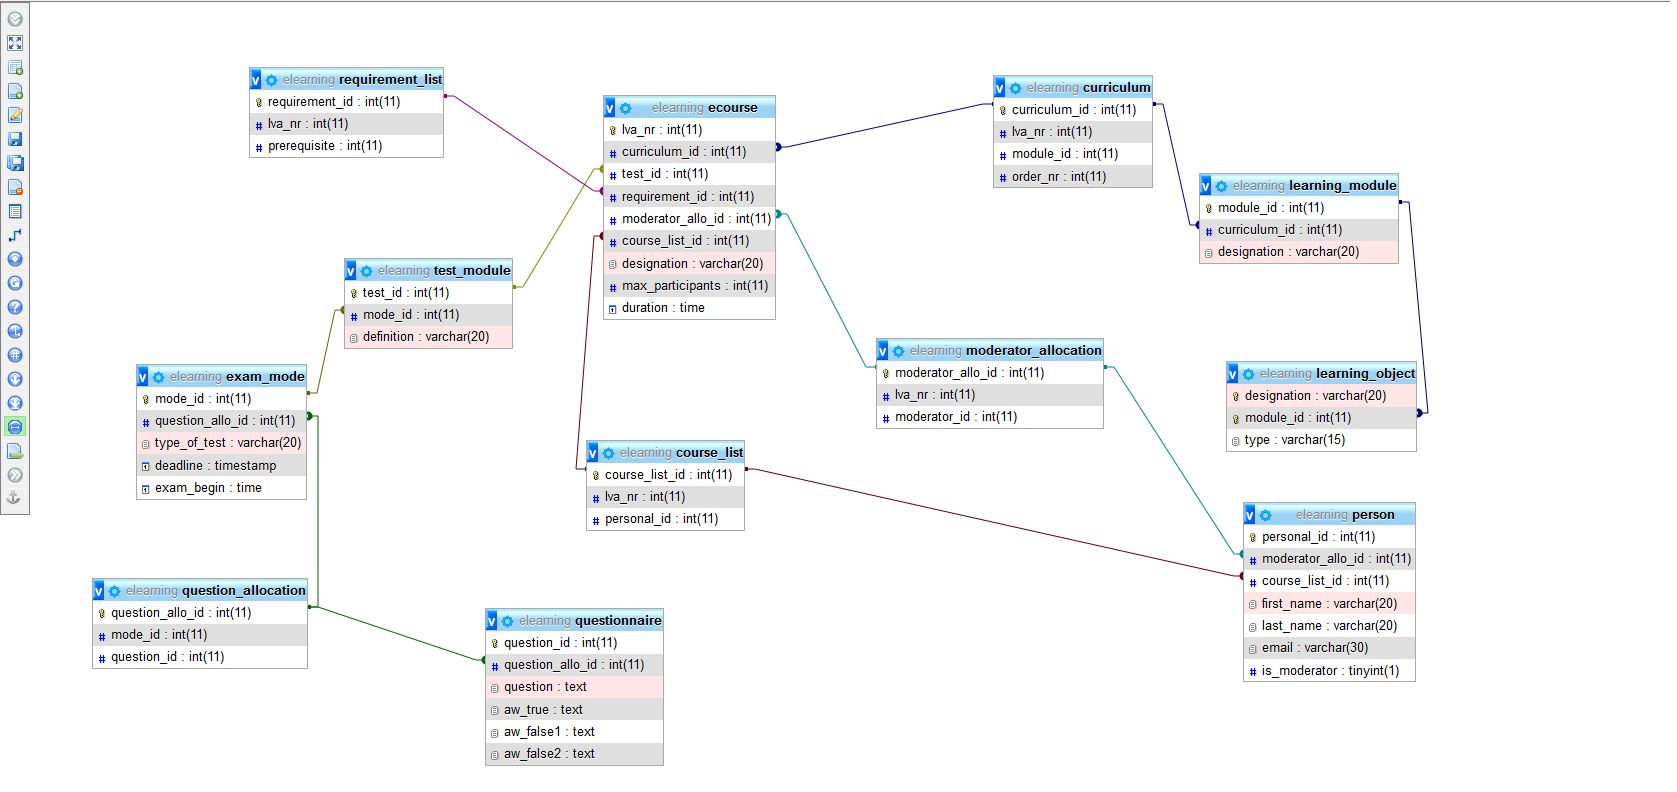 elearning requirement_list
requirement_id : int(11)
lva_nr : int(11)
prerequisite : int(11)
elearning ecourse
lva_nr : int(11)
curriculum_id : int(11)
test_id : int(11)
requirement_id : int(11)
moderator_allo_id : int(11)
course_list_id : int(11)
designation : varchar(20)
max_participants : int(11)
duration : time
elearning curriculum
curriculum_id : int(11)
lva_nr : int(11)
module_id : int(11)
order_nr : int(11)
elearning learning_module
module_id : int(11)
curriculum_id : int(11)
designation : varchar(20)
elearning test_module
test_id : int(11)
mode_id : int(11)
definition : varchar(20)
elearning moderator_allocation
moderator_allo_id : int(11)
lva_nr : int(11)
moderator_id : int(11)
elearning learning_object
designation : varchar(20)
module_id : int(11)
type : varchar(15)
elearning exam_mode
mode_id : int(11)
question_allo_id : int(11)
type_of_test : varchar(20)
deadline : timestamp
exam_begin : time
elearning course_list
course_list_id : int(11)
lva_nr : int(11)
personal_id : int(11)
elearning person
personal_id : int(11)
moderator_allo_id : int(11)
course_list_id : int(11)
first_name : varchar(20)
last_name : varchar(20)
email : varchar(30)
is_moderator : tinyint(1)
elearning question_allocation
question_allo_id : int(11)
mode_id : int(11)
question_id : int(11)
elearning questionnaire
question_id : int(11)
question_allo_id : int(11)
question : text
aw_true : text
aw_false1 : text
aw_false2 : text